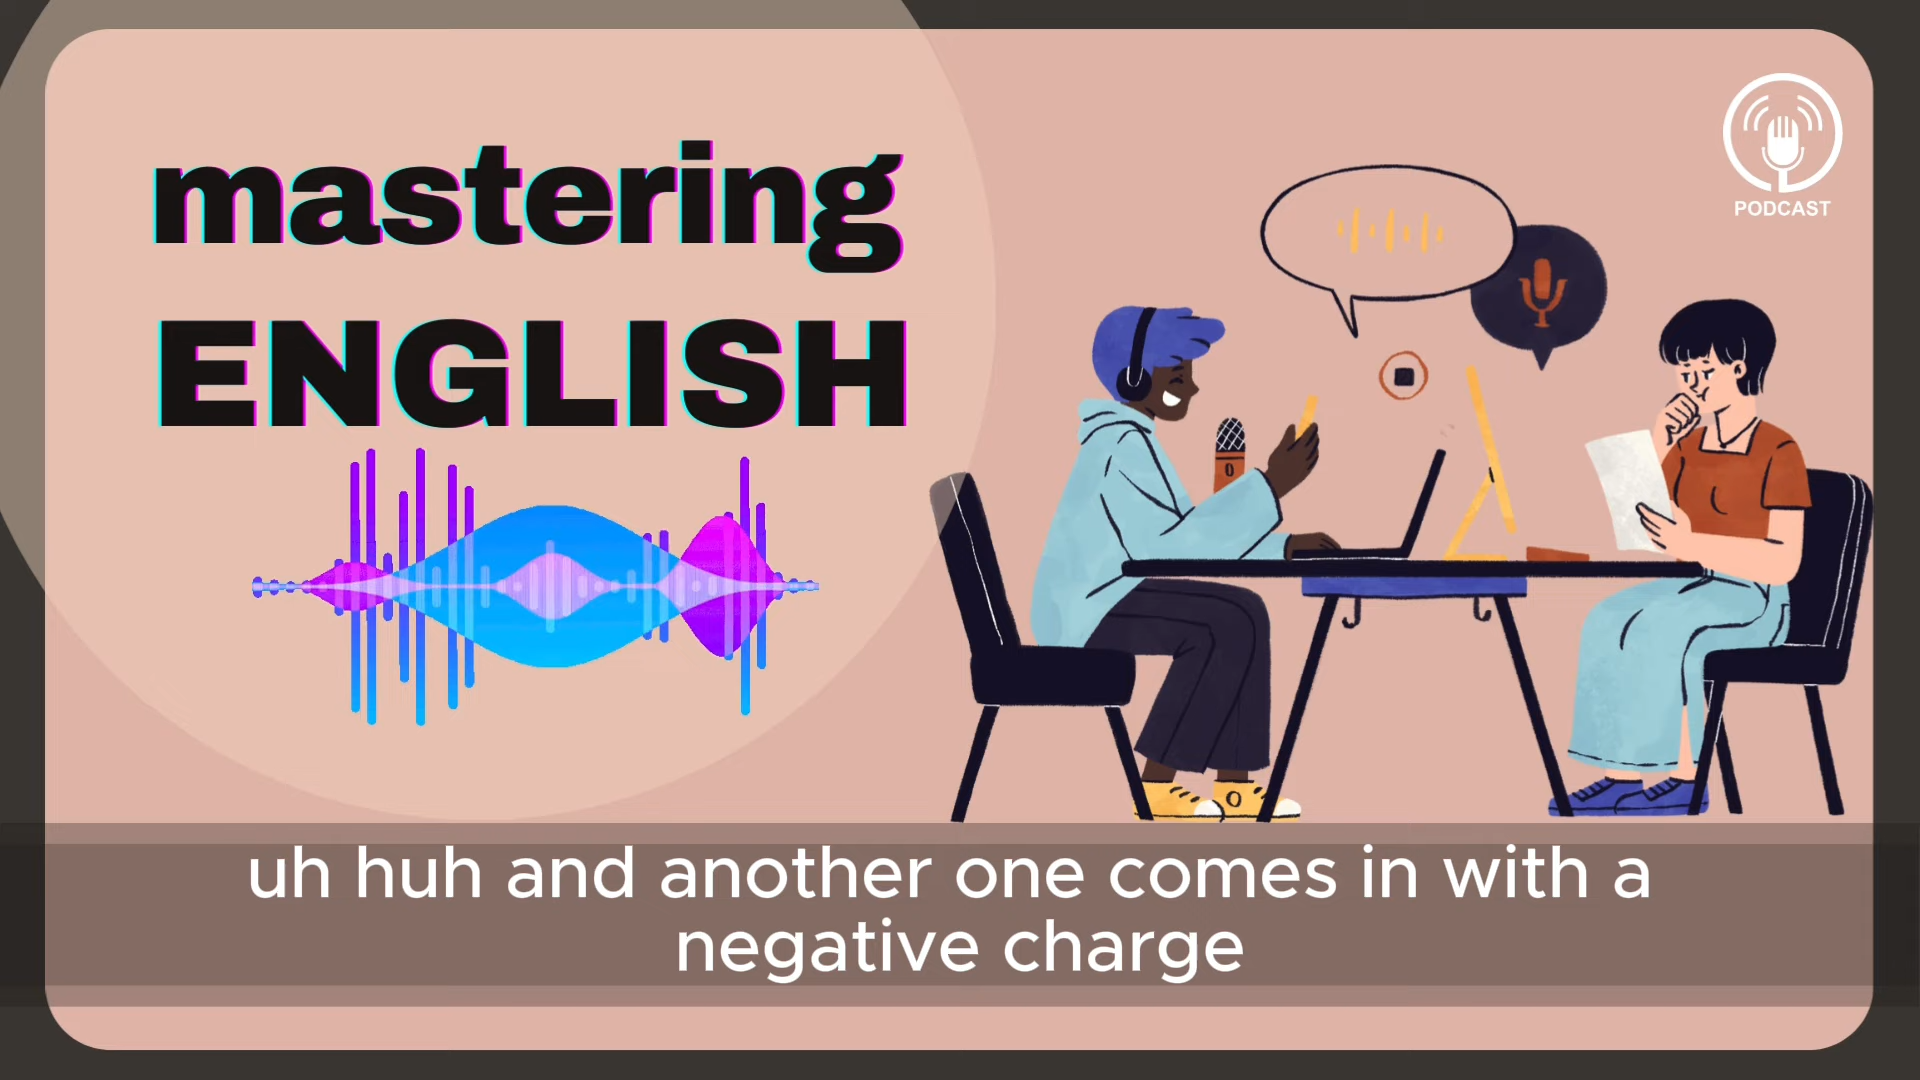 mastering
ENGLISH
PODCAST
uh huh and another one comes in with a
negative charge